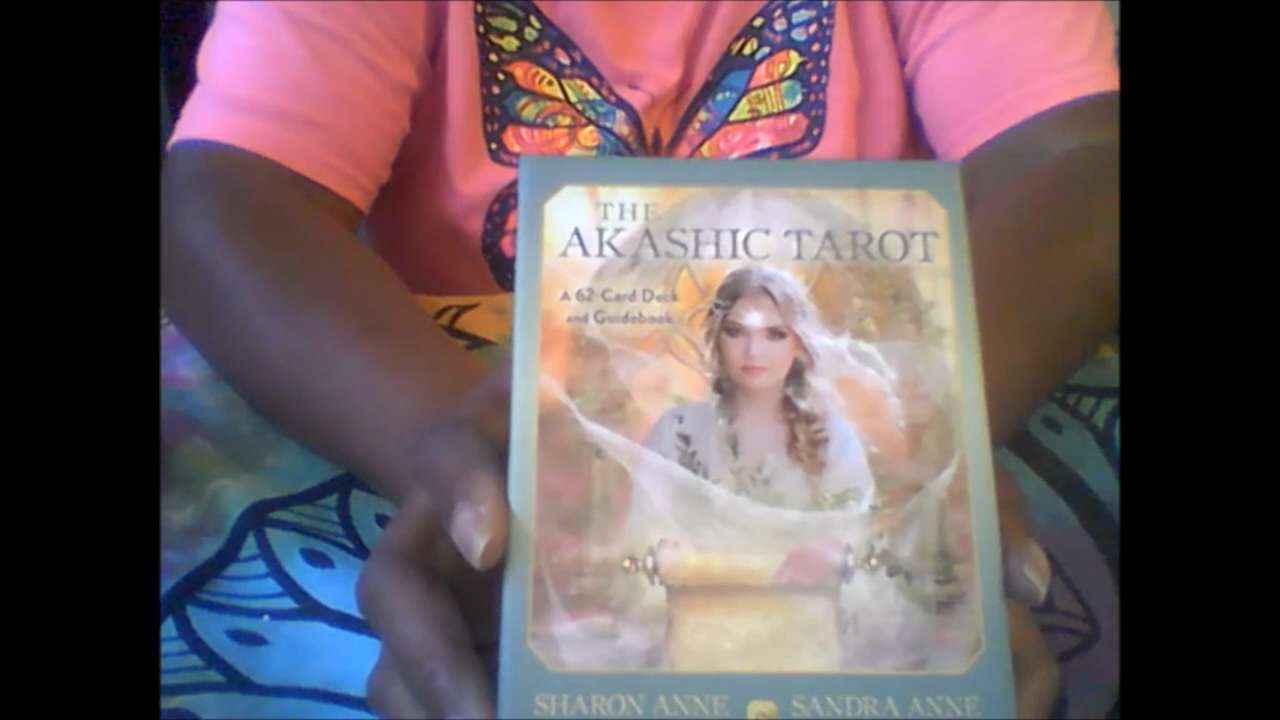 THE
AKASHIC TAROT
A 62-Card Deck
and Guidebook
SHARON ANNE SANDRA ANNE